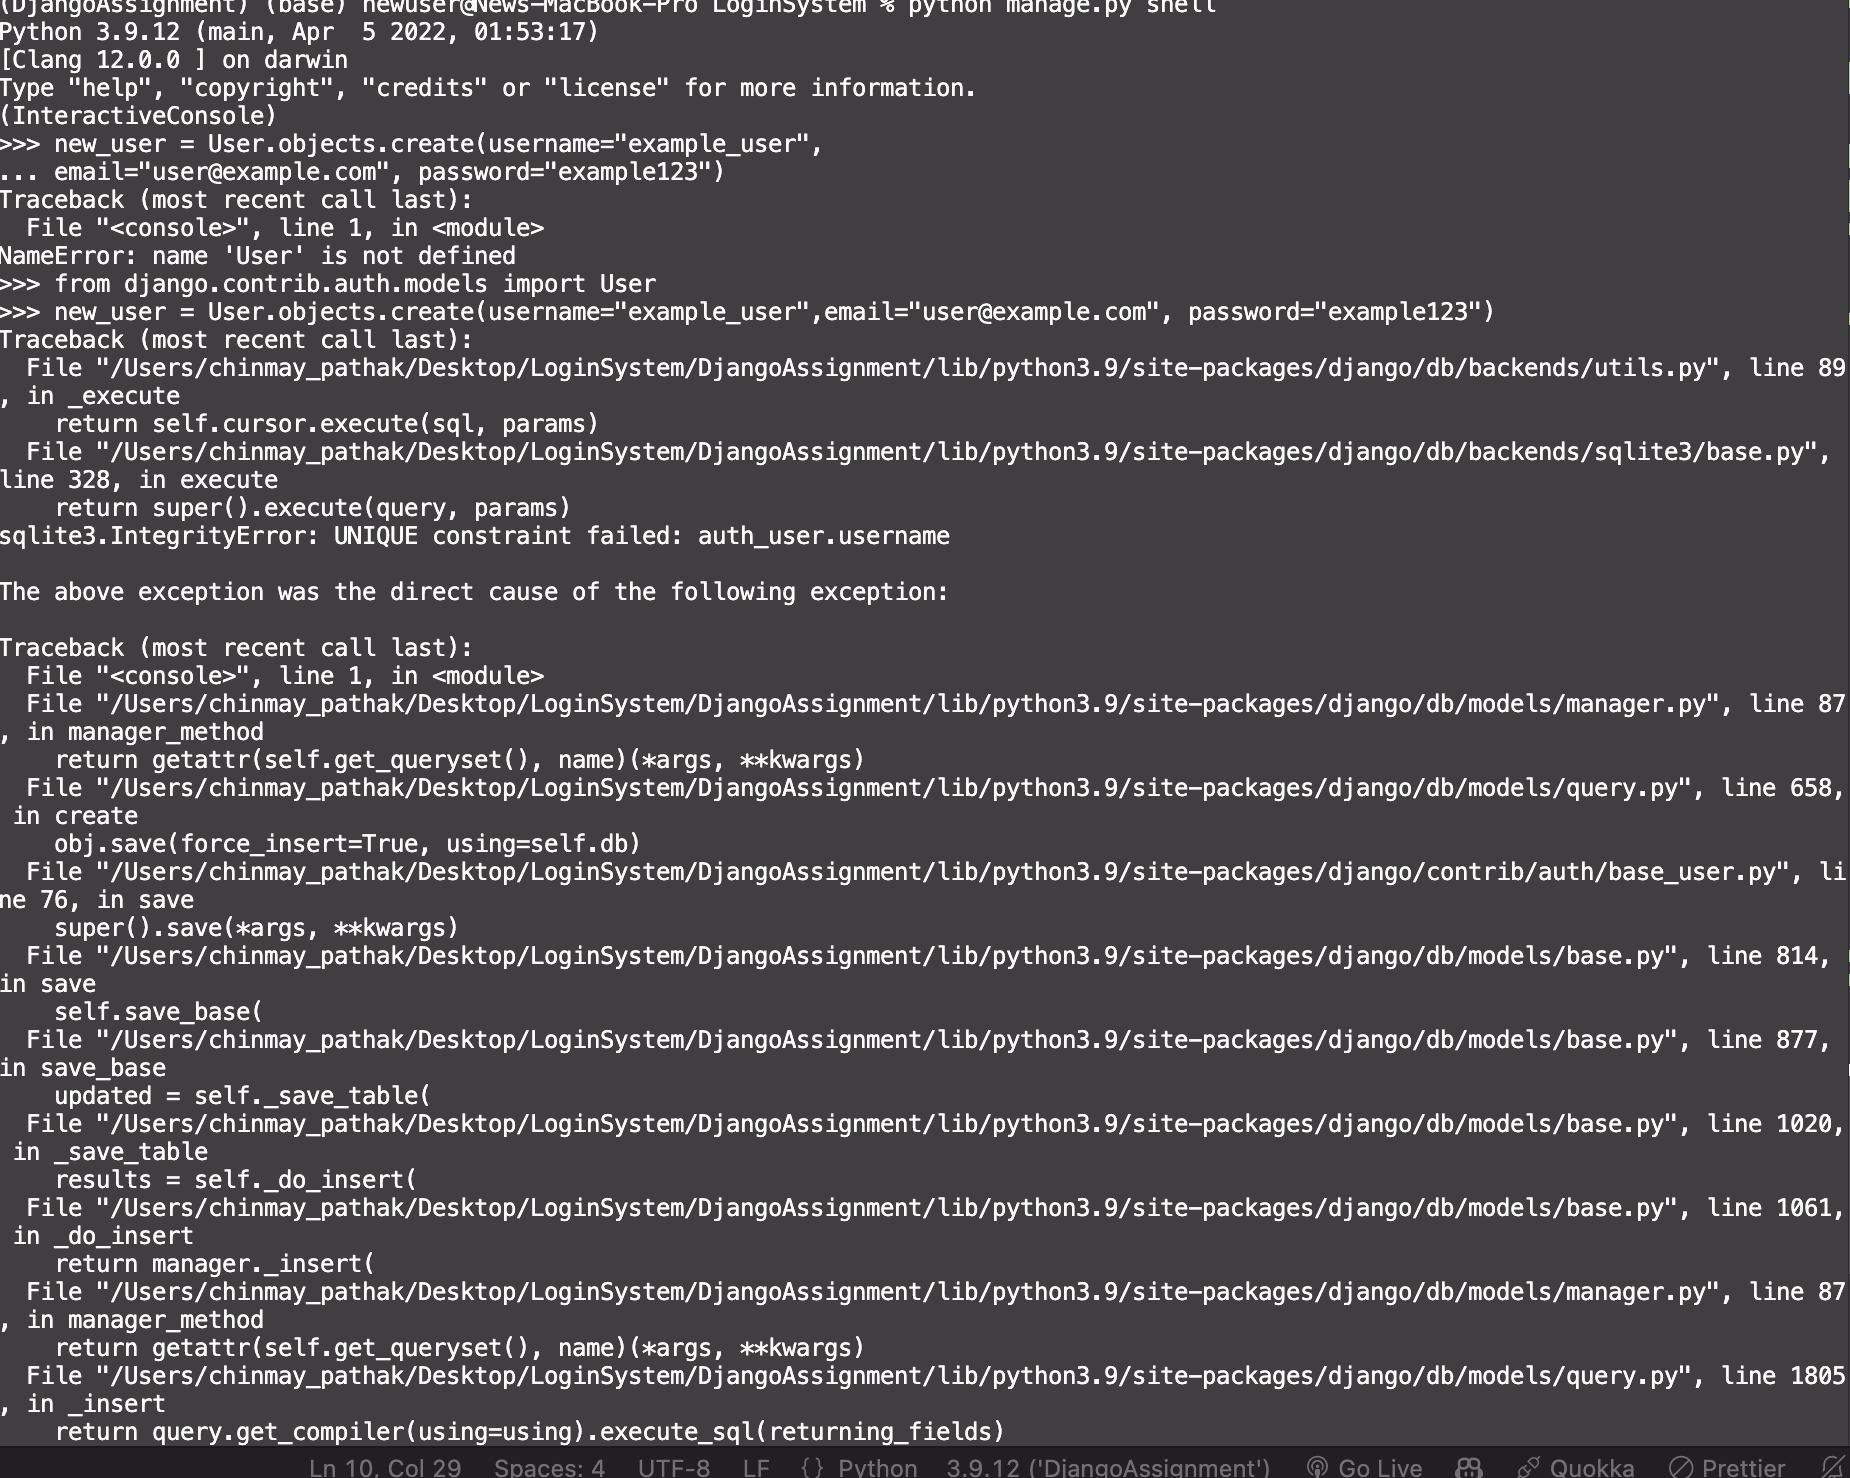 (DjangoAssignment) (base) newuser@News-MacBook-Pro LoginSystem % python manage.py shell
Python 3.9.12 (main, Apr  5 2022, 01:53:17)
[Clang 12.0.0 ] on darwin
Type "help", "copyright", "credits" or "license" for more information.
(InteractiveConsole)
>>> new_user = User.objects.create(username="example_user",
... email="user@example.com", password="example123")
Traceback (most recent call last):
  File "<console>", line 1, in <module>
NameError: name 'User' is not defined
>>> from django.contrib.auth.models import User
>>> new_user = User.objects.create(username="example_user",email="user@example.com", password="example123")
Traceback (most recent call last):
  File "/Users/chinmay_pathak/Desktop/LoginSystem/DjangoAssignment/lib/python3.9/site-packages/django/db/backends/utils.py", line 89
, in _execute
    return self.cursor.execute(sql, params)
  File "/Users/chinmay_pathak/Desktop/LoginSystem/DjangoAssignment/lib/python3.9/site-packages/django/db/backends/sqlite3/base.py",
line 328, in execute
    return super().execute(query, params)
sqlite3.IntegrityError: UNIQUE constraint failed: auth_user.username

The above exception was the direct cause of the following exception:

Traceback (most recent call last):
  File "<console>", line 1, in <module>
  File "/Users/chinmay_pathak/Desktop/LoginSystem/DjangoAssignment/lib/python3.9/site-packages/django/db/models/manager.py", line 87
, in manager_method
    return getattr(self.get_queryset(), name)(*args, **kwargs)
  File "/Users/chinmay_pathak/Desktop/LoginSystem/DjangoAssignment/lib/python3.9/site-packages/django/db/models/query.py", line 658,
 in create
    obj.save(force_insert=True, using=self.db)
  File "/Users/chinmay_pathak/Desktop/LoginSystem/DjangoAssignment/lib/python3.9/site-packages/django/contrib/auth/base_user.py", li
ne 76, in save
    super().save(*args, **kwargs)
  File "/Users/chinmay_pathak/Desktop/LoginSystem/DjangoAssignment/lib/python3.9/site-packages/django/db/models/base.py", line 814,
in save
    self.save_base(
  File "/Users/chinmay_pathak/Desktop/LoginSystem/DjangoAssignment/lib/python3.9/site-packages/django/db/models/base.py", line 877,
in save_base
    updated = self._save_table(
  File "/Users/chinmay_pathak/Desktop/LoginSystem/DjangoAssignment/lib/python3.9/site-packages/django/db/models/base.py", line 1020,
 in _save_table
    results = self._do_insert(
  File "/Users/chinmay_pathak/Desktop/LoginSystem/DjangoAssignment/lib/python3.9/site-packages/django/db/models/base.py", line 1061,
 in _do_insert
    return manager._insert(
  File "/Users/chinmay_pathak/Desktop/LoginSystem/DjangoAssignment/lib/python3.9/site-packages/django/db/models/manager.py", line 87
, in manager_method
    return getattr(self.get_queryset(), name)(*args, **kwargs)
  File "/Users/chinmay_pathak/Desktop/LoginSystem/DjangoAssignment/lib/python3.9/site-packages/django/db/models/query.py", line 1805
, in _insert
    return query.get_compiler(using=using).execute_sql(returning_fields)
Ln 10, Col 29 Spaces: 4 UTF-8 LF {} Python 3.9.12 ('DjangoAssignment') Go Live Quokka Prettier